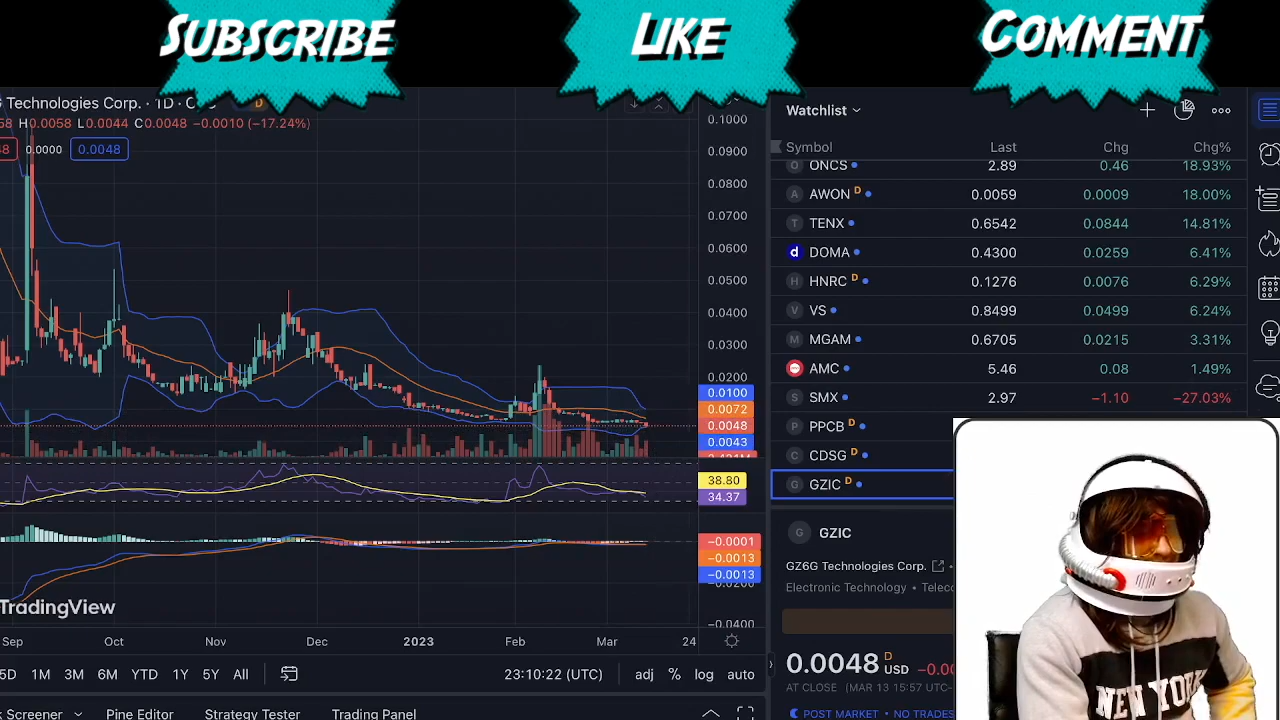 SUBSCRIBE
LIKE
COMMENT
Technologies Corp. · 1D ·
D
58 H0.0058 L0.0044 C0.0048 −0.0010 (−17.24%)
0.0000
0.0048
0.1000
0.0900
0.0800
0.0700
0.0600
0.0500
0.0400
0.0300
0.0200
0.0100
0.0072
0.0048
0.0043
38.80
34.37
−0.0001
−0.0013
−0.0013
−0.0400
TradingView
Sep Oct Nov Dec 2023 Feb Mar 24
5D 1M 3M 6M YTD 1Y 5Y All
23:10:22 (UTC) adj % log auto
Screener Pine Editor Strategy Tester Trading Panel
Watchlist
Symbol Last Chg Chg%
O ONCS 2.89 0.46 18.93%
A AWON D 0.0059 0.0009 18.00%
T TENX 0.6542 0.0844 14.81%
d DOMA 0.4300 0.0259 6.41%
H HNRC D 0.1276 0.0076 6.29%
V VS 0.8499 0.0499 6.24%
M MGAM 0.6705 0.0215 3.31%
AMC 5.46 0.08 1.49%
S SMX 2.97 −1.10 −27.03%
P PPCB D
C CDSG D
G GZIC D
G GZIC
GZ6G Technologies Corp.
Electronic Technology •
0.0048 D USD
AT CLOSE (MAR 13 15:57 UTC-
POST MARKET • NO TRADES
NEW YORK